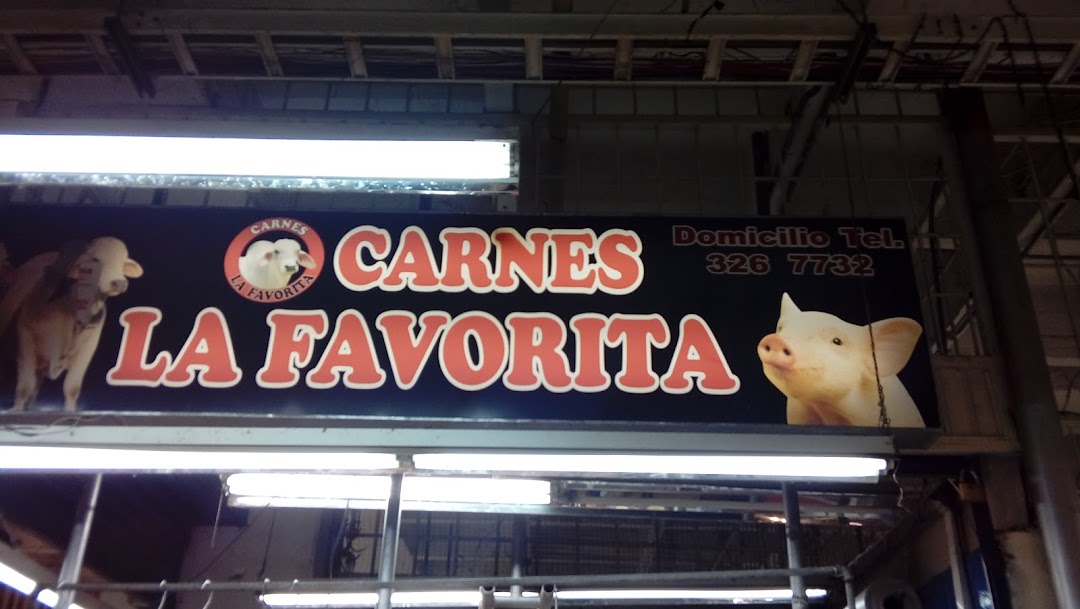 CARNES
LA FAVORITA
CARNES
LA FAVORITA
Domicilio Tel.
326 7732